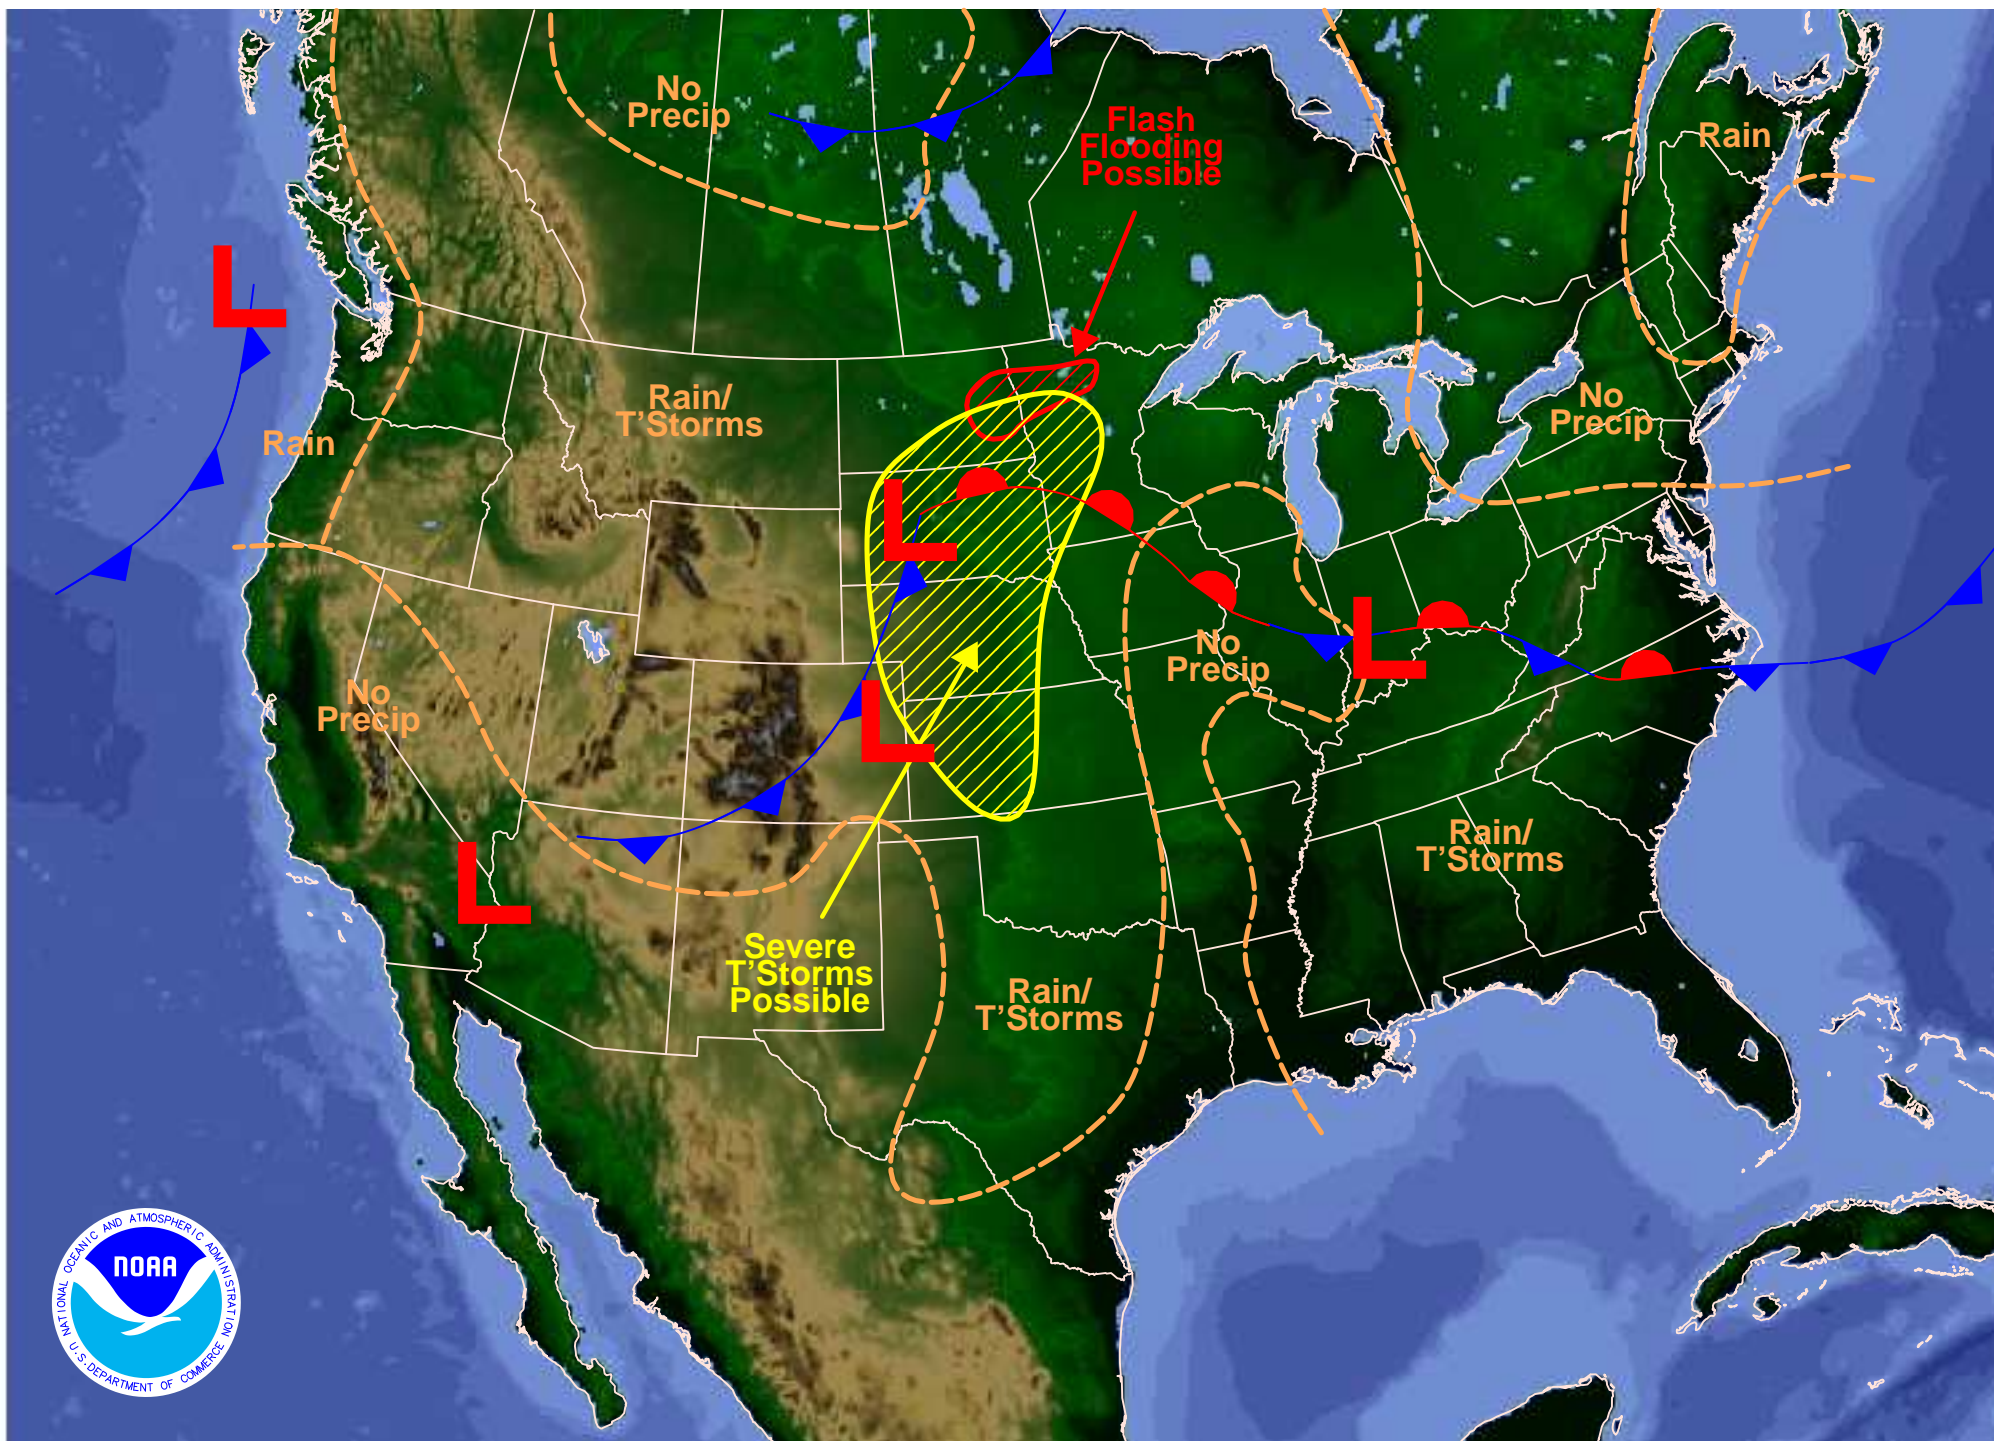 No
Precip
Flash
Flooding
Possible
Rain
L
Rain/
T'Storms
No
Precip
Rain
L
No
Precip
L
No
Precip
L
Rain/
T'Storms
L
Severe
T'Storms
Possible
Rain/
T'Storms
NATIONAL OCEANIC AND ATMOSPHERIC ADMINISTRATION
NOAA
U.S. DEPARTMENT OF COMMERCE